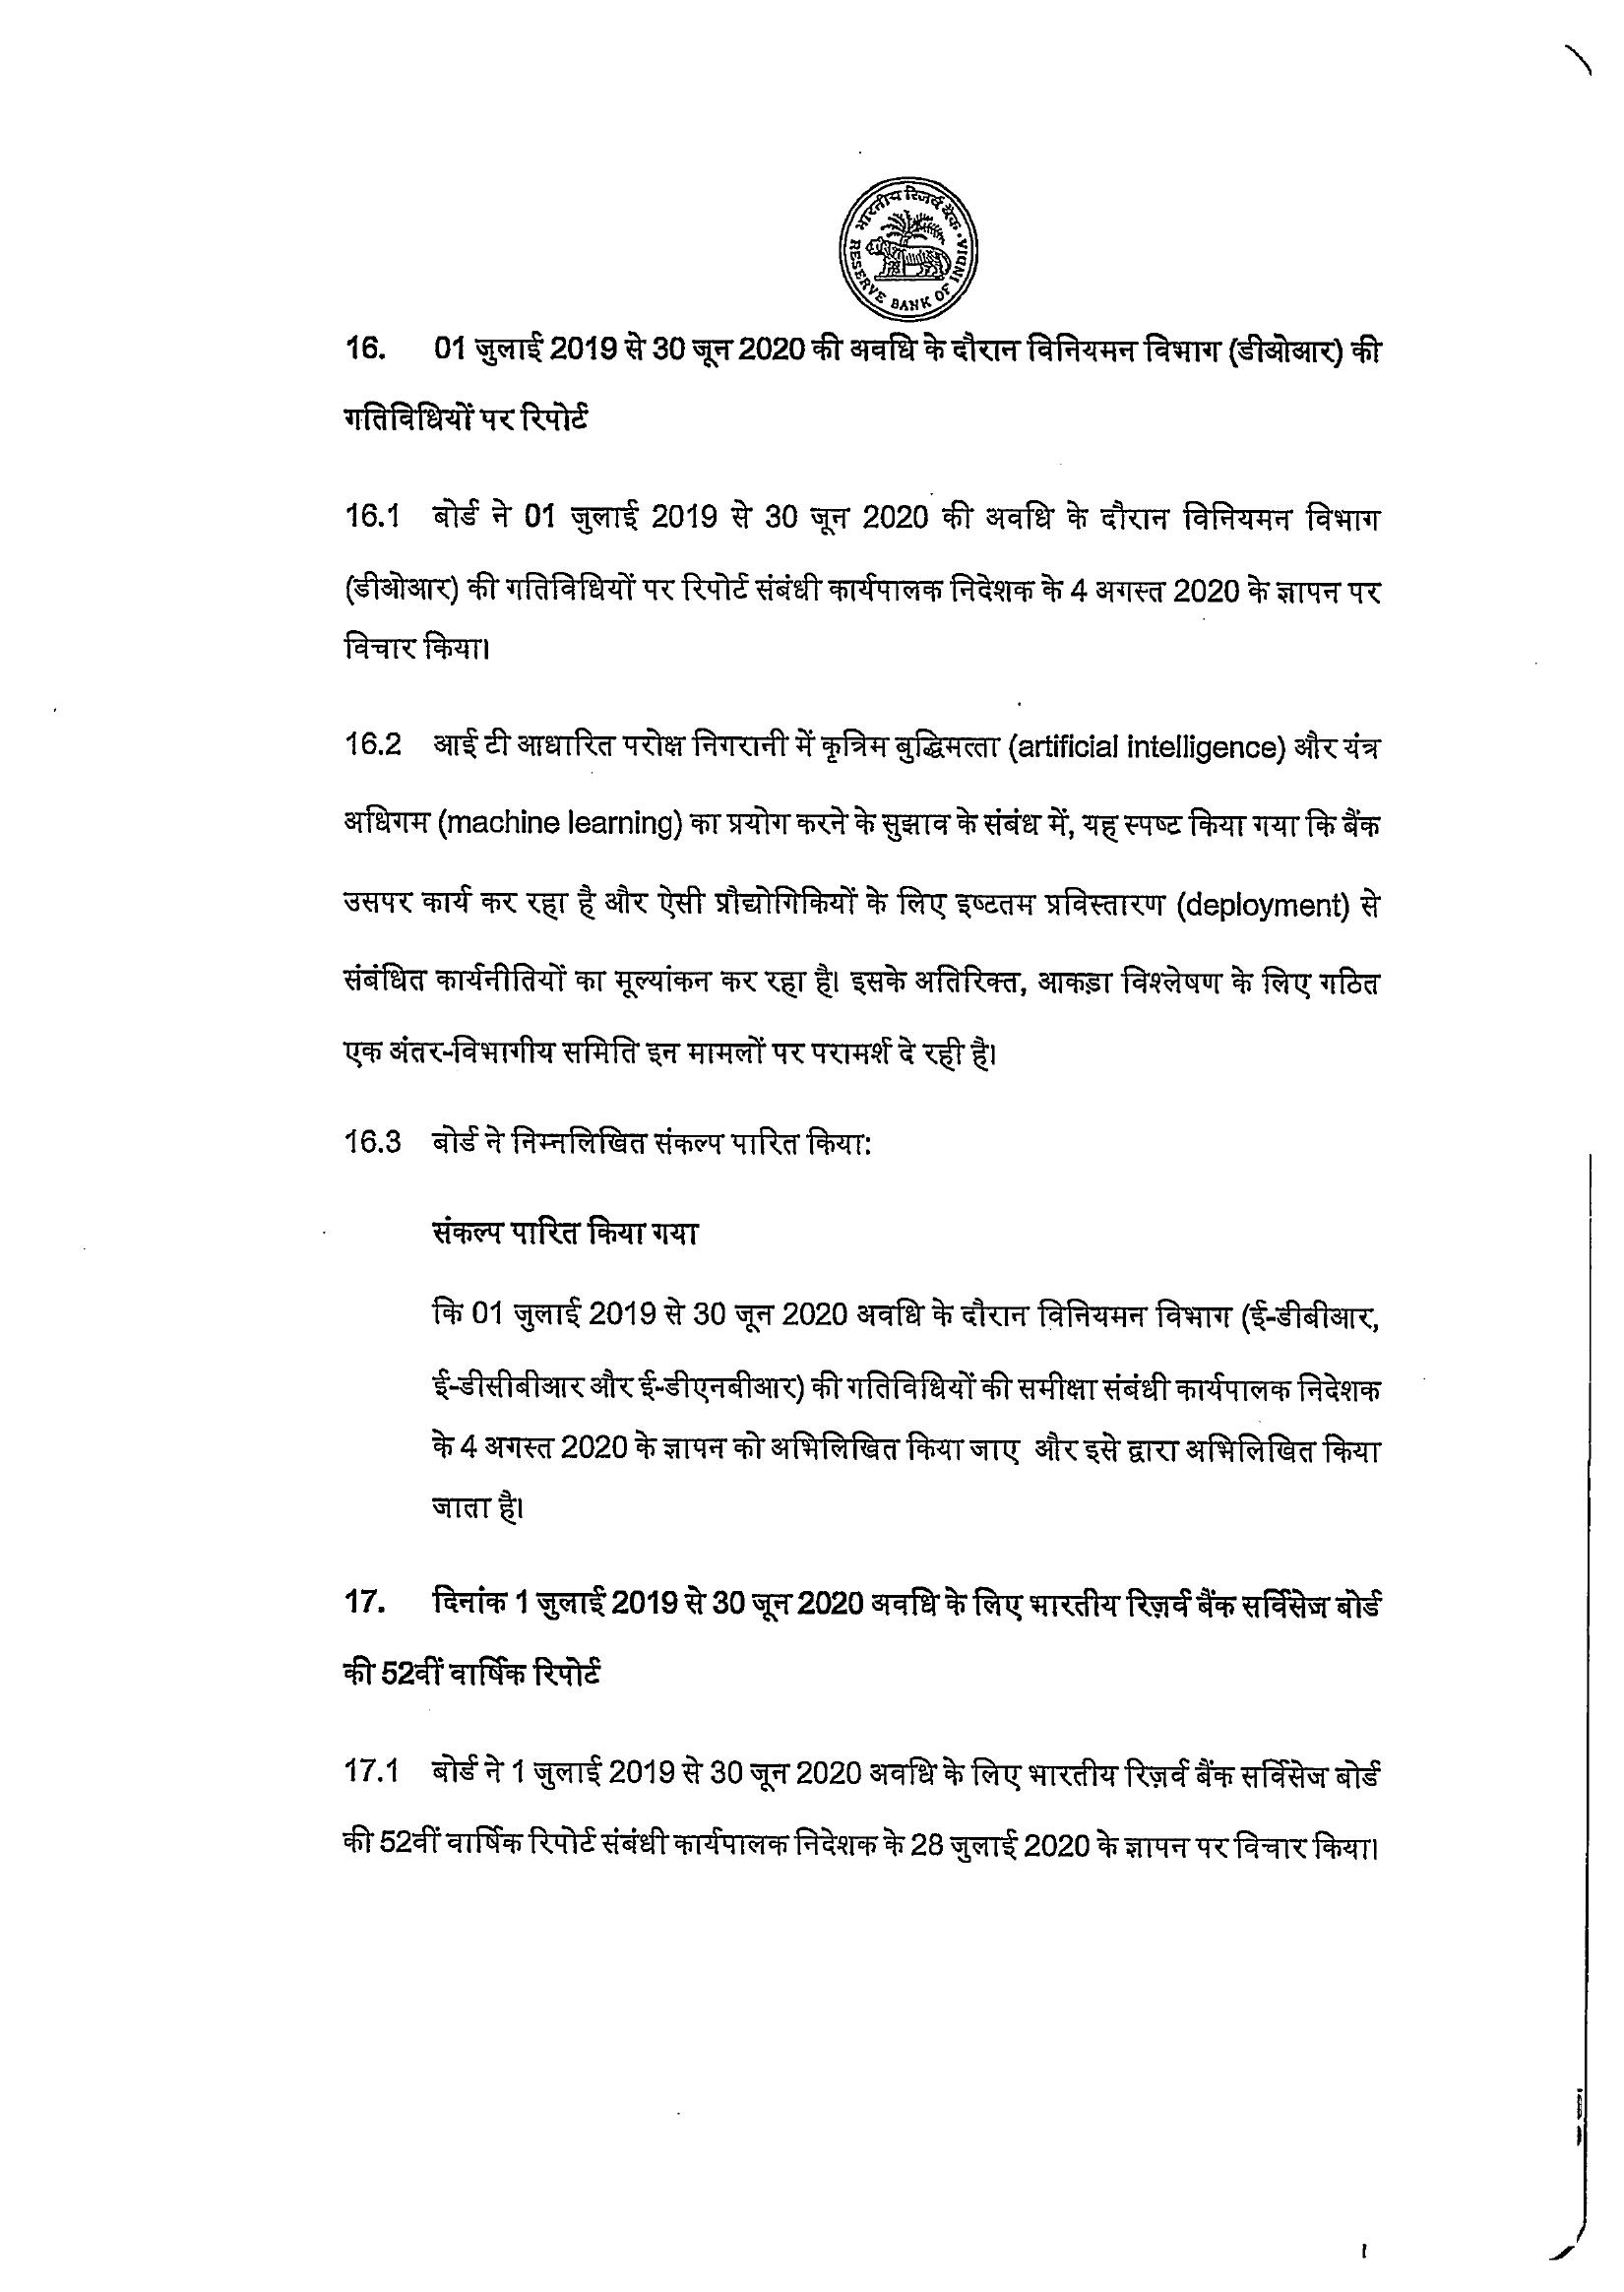 भारतीय रिज़र्व बैंक
RESERVE BANK OF INDIA
16. 01 जुलाई 2019 से 30 जून 2020 की अवधि के दौरान विनियमन विभाग (डीओआर) की
गतिविधियों पर रिपोर्ट
16.1 बोर्ड ने 01 जुलाई 2019 से 30 जून 2020 की अवधि के दौरान विनियमन विभाग
(डीओआर) की गतिविधियों पर रिपोर्ट संबंधी कार्यपालक निदेशक के 4 अगस्त 2020 के ज्ञापन पर
विचार किया।
16.2 आई टी आधारित परोक्ष निगरानी में कृत्रिम बुद्धिमत्ता (artificial intelligence) और यंत्र
अधिगम (machine learning) का प्रयोग करने के सुझाव के संबंध में, यह स्पष्ट किया गया कि बैंक
उसपर कार्य कर रहा है और ऐसी प्रौद्योगिकियों के लिए इष्टतम प्रविस्तारण (deployment) से
संबंधित कार्यनीतियों का मूल्यांकन कर रहा है। इसके अतिरिक्त, आकड़ा विश्लेषण के लिए गठित
एक अंतर-विभागीय समिति इन मामलों पर परामर्श दे रही है।
16.3 बोर्ड ने निम्नलिखित संकल्प पारित किया:
संकल्प पारित किया गया
कि 01 जुलाई 2019 से 30 जून 2020 अवधि के दौरान विनियमन विभाग (ई-डीबीआर,
ई-डीसीबीआर और ई-डीएनबीआर) की गतिविधियों की समीक्षा संबंधी कार्यपालक निदेशक
के 4 अगस्त 2020 के ज्ञापन को अभिलिखित किया जाए और इसे द्वारा अभिलिखित किया
जाता है।
17. दिनांक 1 जुलाई 2019 से 30 जून 2020 अवधि के लिए भारतीय रिज़र्व बैंक सर्विसेज बोर्ड
की 52वीं वार्षिक रिपोर्ट
17.1 बोर्ड ने 1 जुलाई 2019 से 30 जून 2020 अवधि के लिए भारतीय रिज़र्व बैंक सर्विसेज बोर्ड
की 52वीं वार्षिक रिपोर्ट संबंधी कार्यपालक निदेशक के 28 जुलाई 2020 के ज्ञापन पर विचार किया।